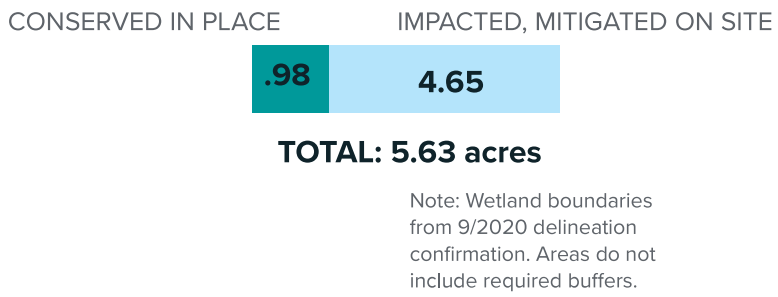 CONSERVED IN PLACE
IMPACTED, MITIGATED ON SITE
.98
4.65
TOTAL: 5.63 acres
Note: Wetland boundaries
from 9/2020 delineation
confirmation. Areas do not
include required buffers.